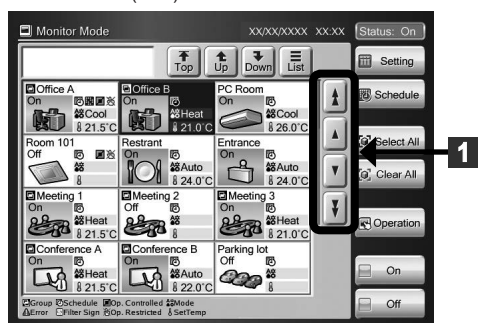 Monitor Mode XX/XX/XXXX XX:XX Status: On
Top Up Down List Setting
Office A Office B PC Room
On On On Schedule
Heat Cool
21.5°C 21.0°C 26.0°C
Room 101 Restrant Entrance Select All
Off On On
Auto Auto Clear All
24.0°C 24.0°C
1
Meeting 1 Meeting 2 Meeting 3
On Off On Operation
Heat Heat
21.5°C 21.0°C
Conference A Conference B Parking lot
On On Off On
Heat Auto
21.5°C 22.0°C
Group Schedule Op. Controlled Mode Off
Error Filter Sign Op. Restricted SetTemp